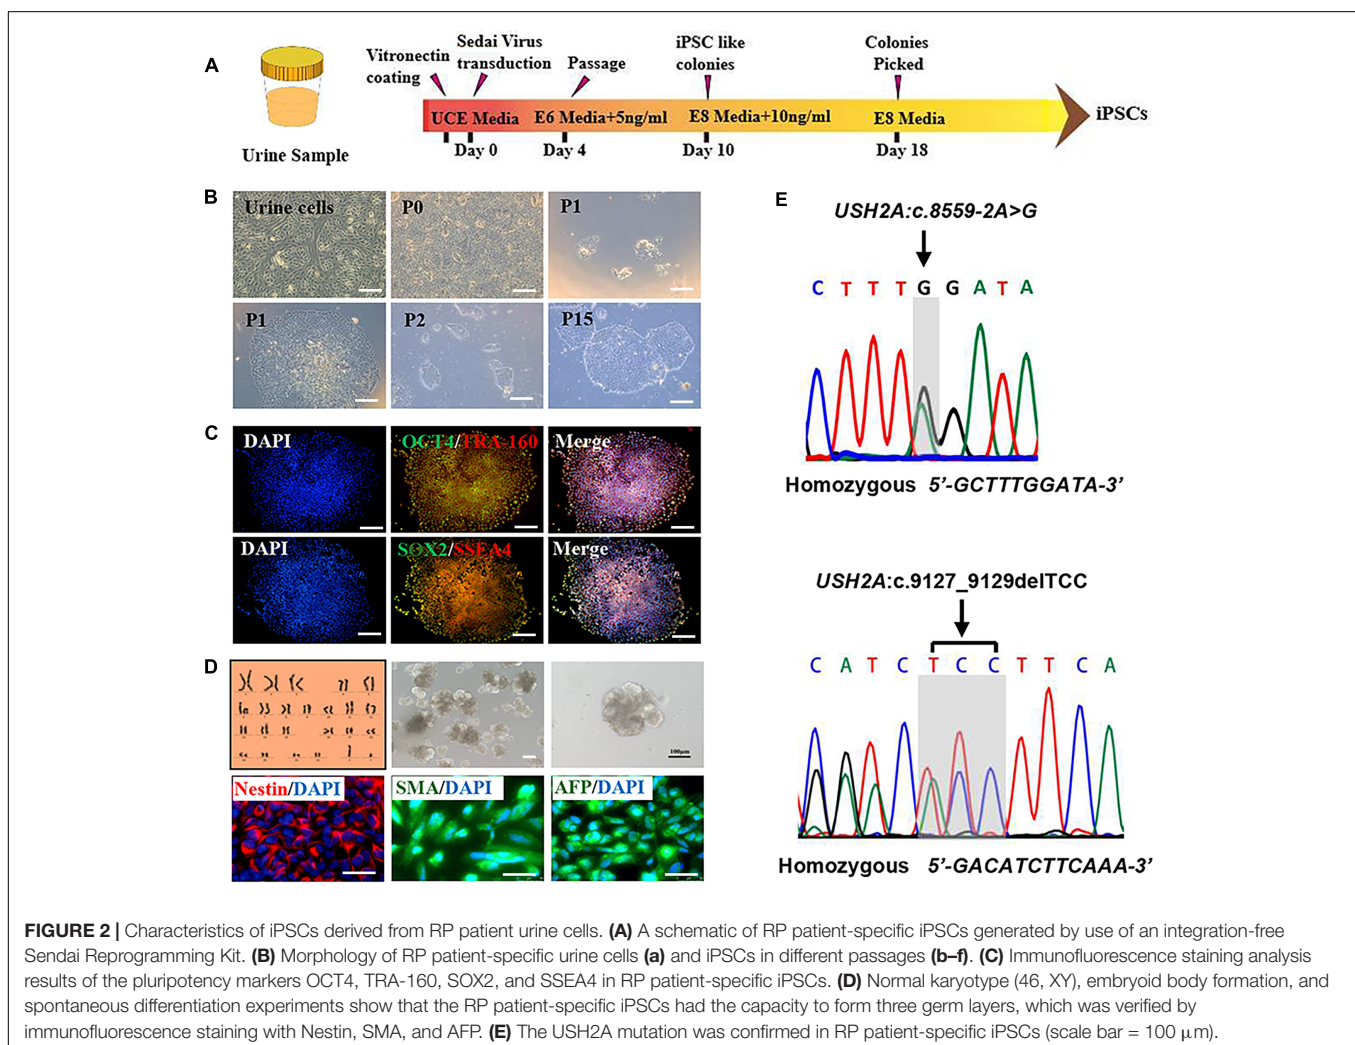 A
Vitronectin
coating
Sedai Virus
transduction
Passage
iPSC like
colonies
Colonies
Picked
UCE Media
E6 Media+5ng/ml
E8 Media+10ng/ml
E8 Media
iPSCs
Day 0
Day 4
Day 10
Day 18
Urine Sample
B
Urine cells
P0
P1
P1
P2
P15
C
DAPI
OCT4/TRA-160
Merge
DAPI
SOX2/SSEA4
Merge
D
100μm
Nestin/DAPI
SMA/DAPI
AFP/DAPI
E
USH2A:c.8559-2A>G
C T T T G G A T A
Homozygous 5’-GCTTTGGATA-3’
USH2A:c.9127_9129delTCC
C A T C T C C T T C A
Homozygous 5’-GACATCTTCAAA-3’
FIGURE 2 | Characteristics of iPSCs derived from RP patient urine cells. (A) A schematic of RP patient-specific iPSCs generated by use of an integration-free
Sendai Reprogramming Kit. (B) Morphology of RP patient-specific urine cells (a) and iPSCs in different passages (b–f). (C) Immunofluorescence staining analysis
results of the pluripotency markers OCT4, TRA-160, SOX2, and SSEA4 in RP patient-specific iPSCs. (D) Normal karyotype (46, XY), embryoid body formation, and
spontaneous differentiation experiments show that the RP patient-specific iPSCs had the capacity to form three germ layers, which was verified by
immunofluorescence staining with Nestin, SMA, and AFP. (E) The USH2A mutation was confirmed in RP patient-specific iPSCs (scale bar = 100 μm).